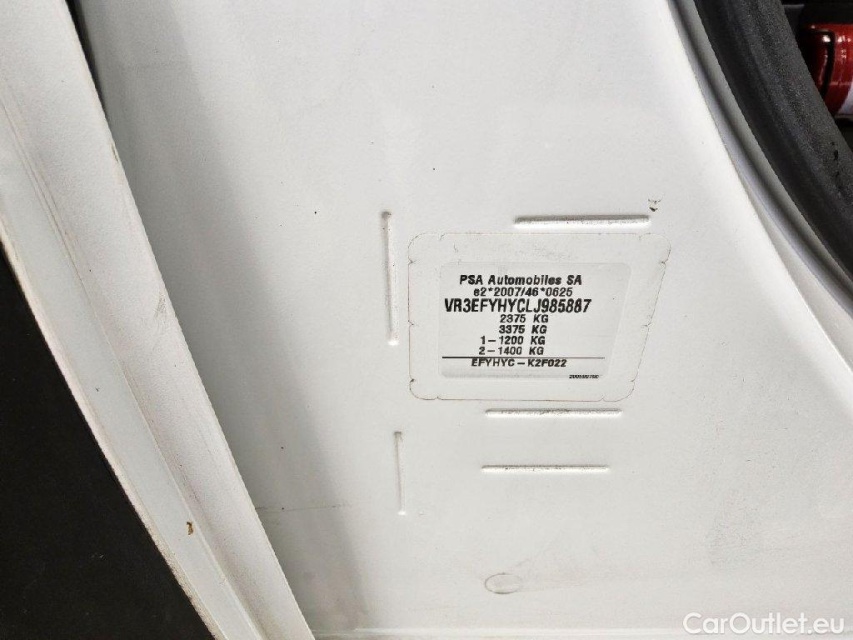 PSA Automobiles SA
e2*2007/46*0625
VR3EFYHYCLJ985887
2375 KG
3375 KG
1-1200 KG
2-1400 KG
EFYHYC-K2F022
CarOutlet.eu